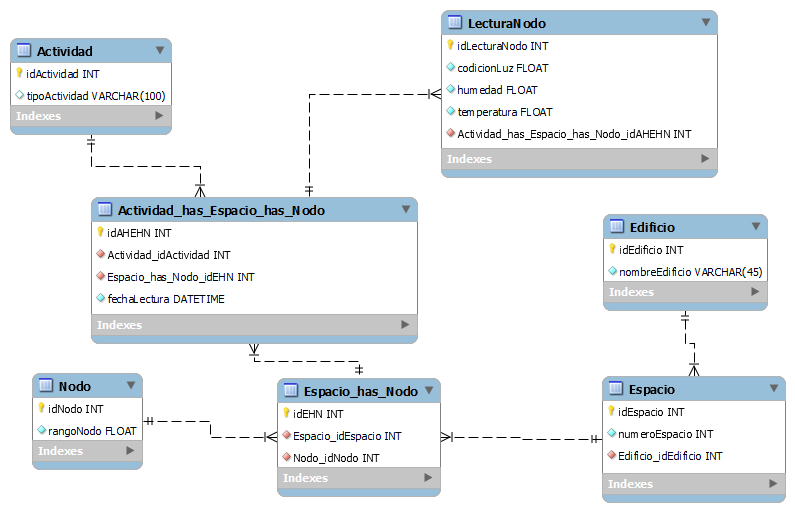 Actividad
idActividad INT
tipoActividad VARCHAR(100)
Indexes
LecturaNodo
idLecturaNodo INT
codicionLuz FLOAT
humedad FLOAT
temperatura FLOAT
Actividad_has_Espacio_has_Nodo_idAHEHN INT
Indexes
Actividad_has_Espacio_has_Nodo
idAHEHN INT
Actividad_idActividad INT
Espacio_has_Nodo_idEHN INT
fechaLectura DATETIME
Indexes
Edificio
idEdificio INT
nombreEdificio VARCHAR(45)
Indexes
Nodo
idNodo INT
rangoNodo FLOAT
Indexes
Espacio_has_Nodo
idEHN INT
Espacio_idEspacio INT
Nodo_idNodo INT
Indexes
Espacio
idEspacio INT
numeroEspacio INT
Edificio_idEdificio INT
Indexes